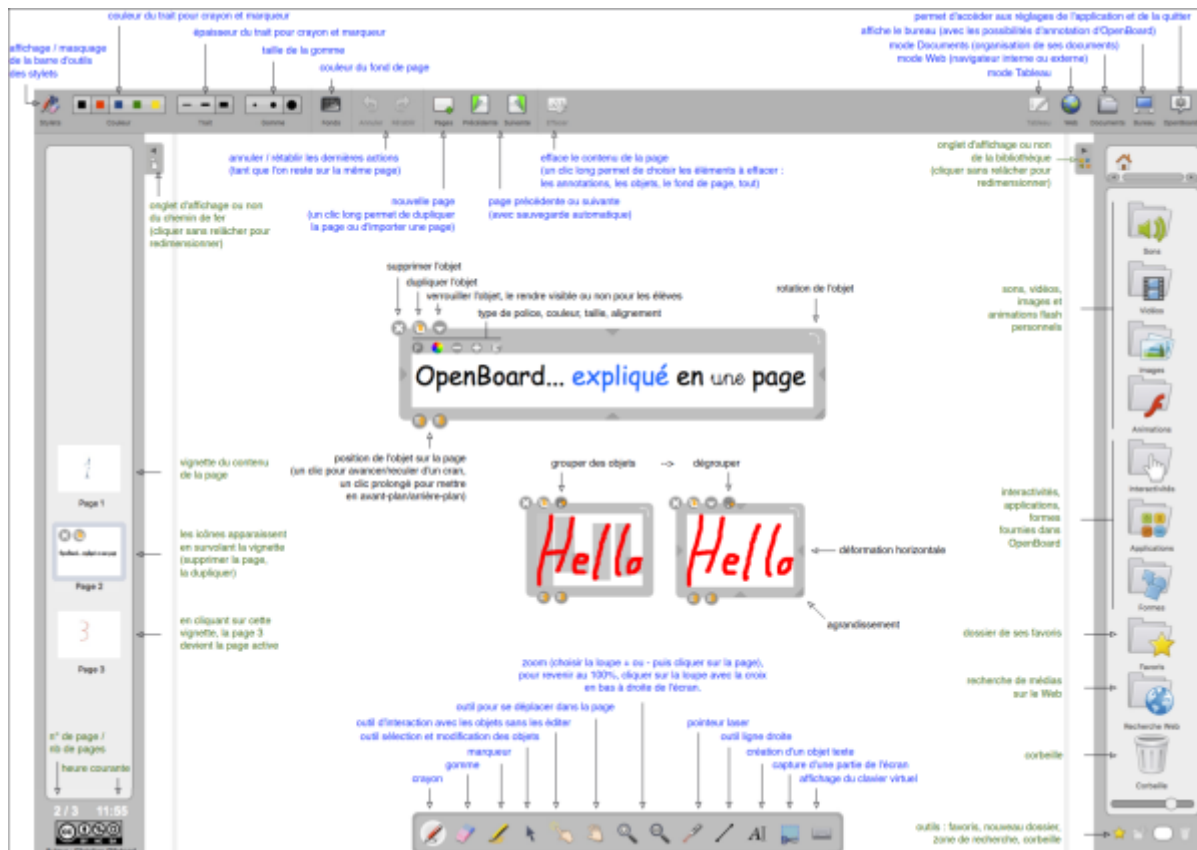 couleur du trait pour crayon et marqueur
épaisseur du trait pour crayon et marqueur
taille de la gomme
couleur du fond de page
affichage / masquage
de la barre d'outils
des stylets
permet d'accéder aux réglages de l'application et de la quitter
affiche le bureau (avec les possibilités d'annotation d'OpenBoard)
mode Documents (organisation de ses documents)
mode Web (navigateur interne ou externe)
mode Tableau
Stylets
Couleur
Trait
Gomme
Fonds
Annuler
Rétablir
Pages
Précédente
Suivante
Effacer
Tableau
Web
Documents
Bureau
OpenBoard
annuler / rétablir les dernières actions
(tant que l'on reste sur la même page)
efface le contenu de la page
(un clic long permet de choisir les éléments à effacer :
les annotations, les objets, le fond de page, tout)
onglet d'affichage ou non
de la bibliothèque
(cliquer sans relâcher pour
redimensionner)
onglet d'affichage ou non
du chemin de fer
(cliquer sans relâcher pour
redimensionner)
nouvelle page
(un clic long permet de dupliquer
la page ou d'importer une page)
page précédente ou suivante
(avec sauvegarde automatique)
supprimer l'objet
dupliquer l'objet
verrouiller l'objet, le rendre visible ou non pour les élèves
type de police, couleur, taille, alignement
rotation de l'objet
OpenBoard... expliqué en une page
position de l'objet sur la page
(un clic pour avancer/reculer d'un cran,
un clic prolongé pour mettre
en avant-plan/arrière-plan)
grouper des objets --> dégrouper
Hello
Hello
déformation horizontale
agrandissement
sons, vidéos,
images et
animations flash
personnels
interactivités,
applications,
formes
fournies dans
OpenBoard
dossier de ses favoris
recherche de médias
sur le Web
corbeille
outils : favoris, nouveau dossier,
zone de recherche, corbeille
Sons
Vidéos
Images
Animations
Interactivités
Applications
Formes
Favoris
Recherche Web
Corbeille
vignette du contenu
de la page
les icônes apparaissent
en survolant la vignette
(supprimer la page,
la dupliquer)
en cliquant sur cette
vignette, la page 3
devient la page active
Page 1
Page 2
3
Page 3
n° de page /
nb de pages
heure courante
2 / 3 11:55
zoom (choisir la loupe + ou - puis cliquer sur la page),
pour revenir au 100%, cliquer sur la loupe avec la croix
en bas à droite de l'écran.
outil pour se déplacer dans la page
outil d'interaction avec les objets sans les éditer
outil sélection et modification des objets
marqueur
gomme
crayon
pointeur laser
outil ligne droite
création d'un objet texte
capture d'une partie de l'écran
affichage du clavier virtuel